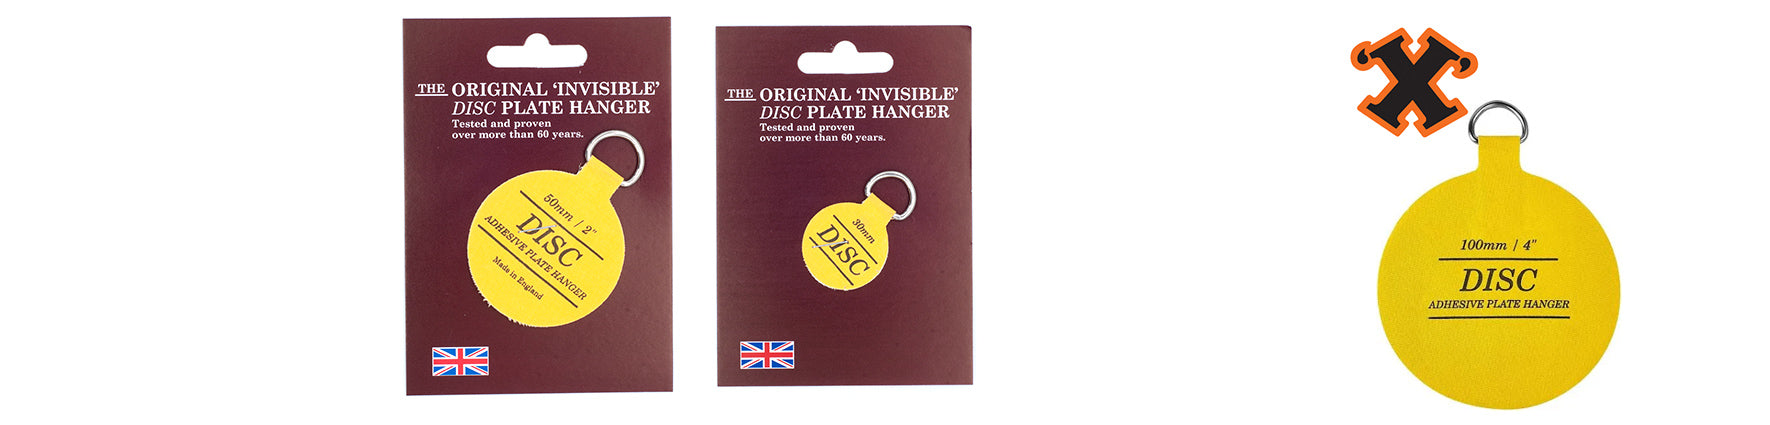 THE ORIGINAL ‘INVISIBLE’
DISC PLATE HANGER
Tested and proven
over more than 60 years.
50mm / 2"
DISC
ADHESIVE PLATE HANGER
Made in England
THE ORIGINAL ‘INVISIBLE’
DISC PLATE HANGER
Tested and proven
over more than 60 years.
30mm
DISC
'X'
100mm / 4"
DISC
ADHESIVE PLATE HANGER